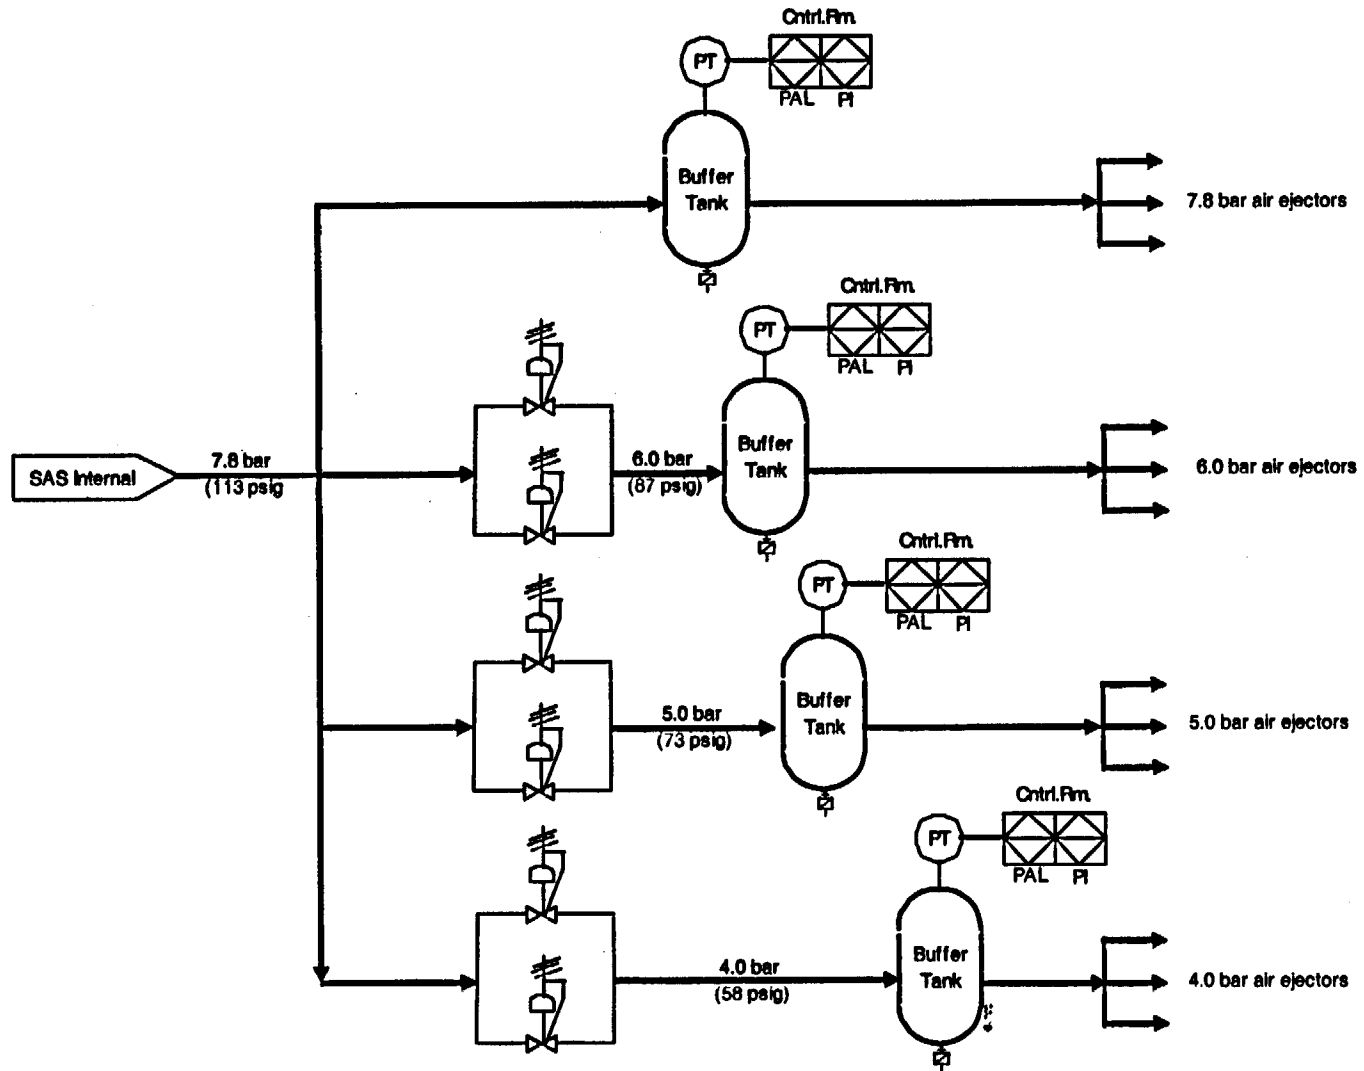 Cntrl.Rm.
PT
PAL PI
Buffer
Tank
7.8 bar air ejectors
Cntrl.Rm.
PT
PAL PI
SAS Internal
7.8 bar
(113 psig
6.0 bar
(87 psig)
Buffer
Tank
6.0 bar air ejectors
Cntrl.Rm.
PT
PAL PI
5.0 bar
(73 psig)
Buffer
Tank
5.0 bar air ejectors
Cntrl.Rm.
PT
PAL PI
4.0 bar
(58 psig)
Buffer
Tank
4.0 bar air ejectors